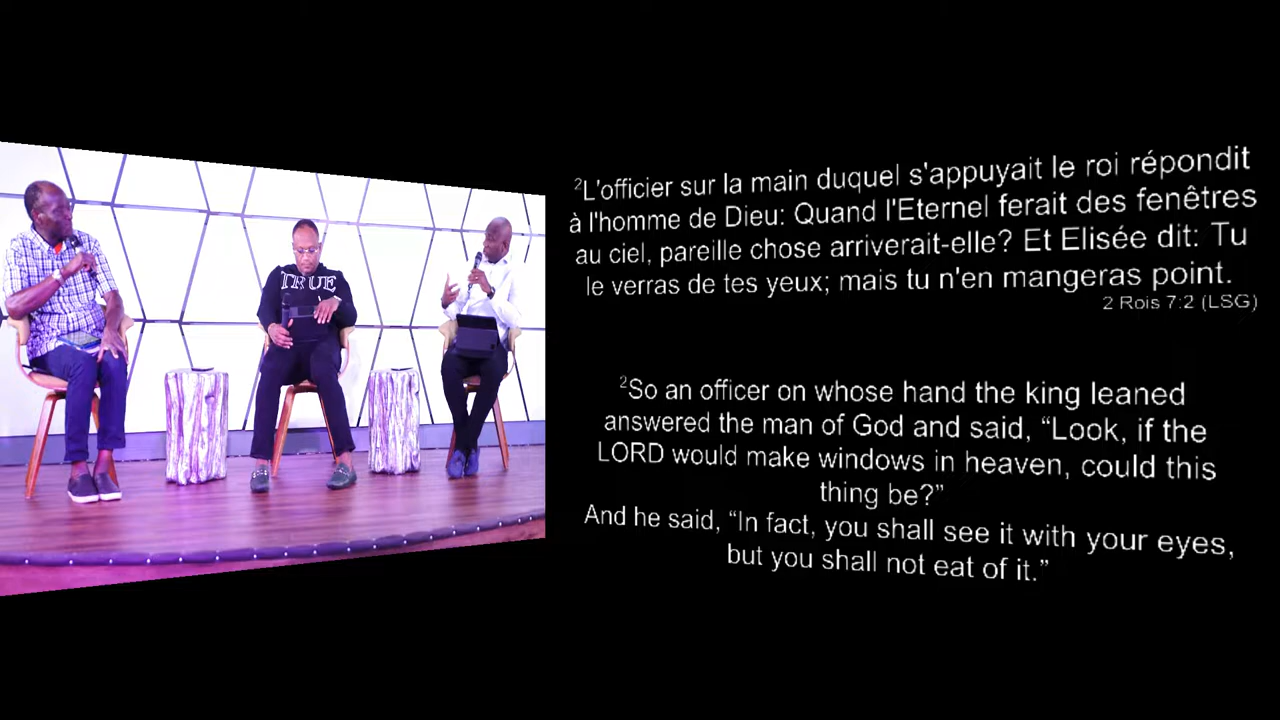 TRUE
²L'officier sur la main duquel s'appuyait le roi répondit
à l'homme de Dieu: Quand l'Eternel ferait des fenêtres
au ciel, pareille chose arriverait-elle? Et Elisée dit: Tu
le verras de tes yeux; mais tu n'en mangeras point.
2 Rois 7:2 (LSG)
²So an officer on whose hand the king leaned
answered the man of God and said, “Look, if the
LORD would make windows in heaven, could this
thing be?”
And he said, “In fact, you shall see it with your eyes,
but you shall not eat of it.”